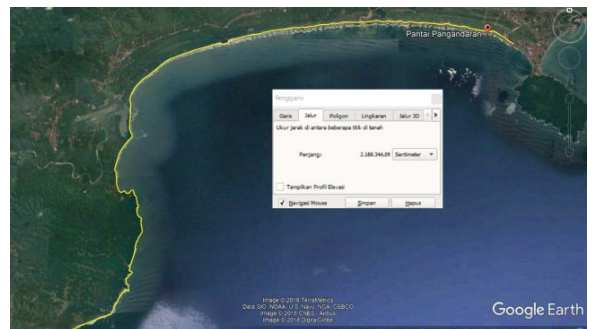 Pantai Pangandaran
Penggaris
Garis Jalur Poligon Lingkaran Jalur 3D
Ukur jarak di antara beberapa titik di tanah
Panjang: 2.188.344,09 Sentimeter
Tampilkan Profil Elevasi
Navigasi Mouse Simpan Hapus
Image © 2018 TerraMetrics
Data SIO, NOAA, U.S. Navy, NGA, GEBCO
Image © 2018 CNES / Airbus
Image © 2018 DigitalGlobe
Google Earth